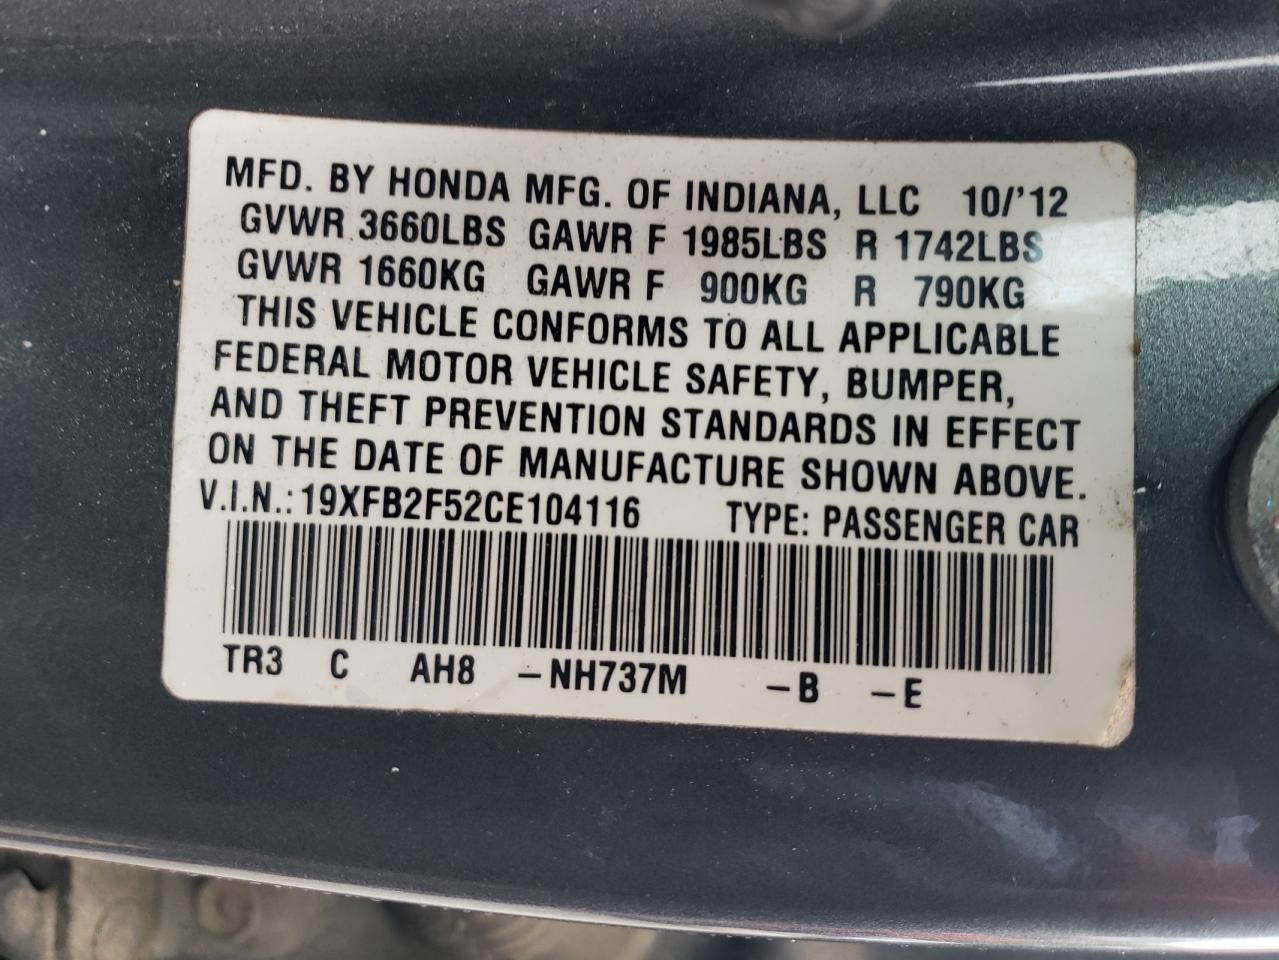 MFD. BY HONDA MFG. OF INDIANA, LLC 10/'12
GVWR 3660LBS GAWR F 1985LBS R 1742LBS
GVWR 1660KG GAWR F 900KG R 790KG
THIS VEHICLE CONFORMS TO ALL APPLICABLE
FEDERAL MOTOR VEHICLE SAFETY, BUMPER,
AND THEFT PREVENTION STANDARDS IN EFFECT
ON THE DATE OF MANUFACTURE SHOWN ABOVE.
V.I.N.: 19XFB2F52CE104116 TYPE: PASSENGER CAR
TR3 C AH8 –NH737M –B –E